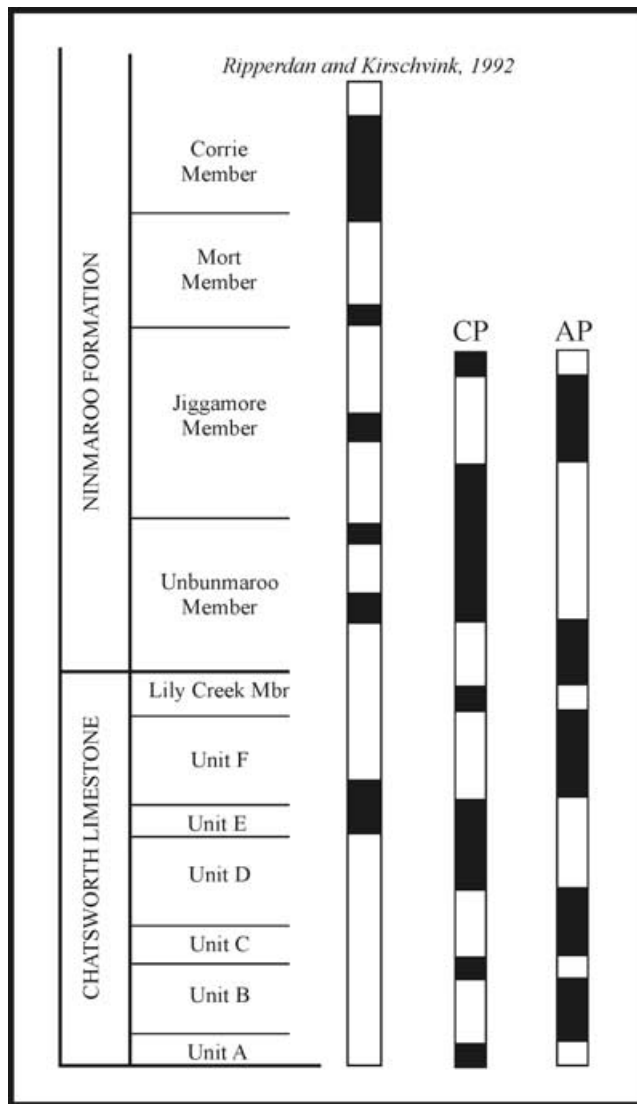 Ripperdan and Kirschvink, 1992
NINMAROO FORMATION
Corrie
Member
Mort
Member
Jiggamore
Member
Unbunmaroo
Member
CHATSWORTH LIMESTONE
Lily Creek Mbr
Unit F
Unit E
Unit D
Unit C
Unit B
Unit A
CP
AP